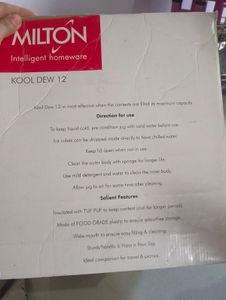 MILTON
Intelligent homeware
KOOL DEW 12
Kool Dew 12 is most effective when the contents are filled to maximum capacity.
Direction for use
To keep liquid cold, pre condition jug with cold water before use.
Ice cubes can be dropped inside directly to have chilled water.
Keep lid open when not in use.
Clean the outer body with sponge for longer life.
Use mild detergent and water to clean the inner body.
Allow jug to air for some time after cleaning.
Salient Features
Insulated with TUF PUF to keep content cool for longer periods.
Made of FOOD GRADE plastic to ensure odour free storage.
Wide mouth to ensure easy filling & cleaning.
Sturdy handle & Press n Pour Tap.
Ideal companion for travel & picnics.